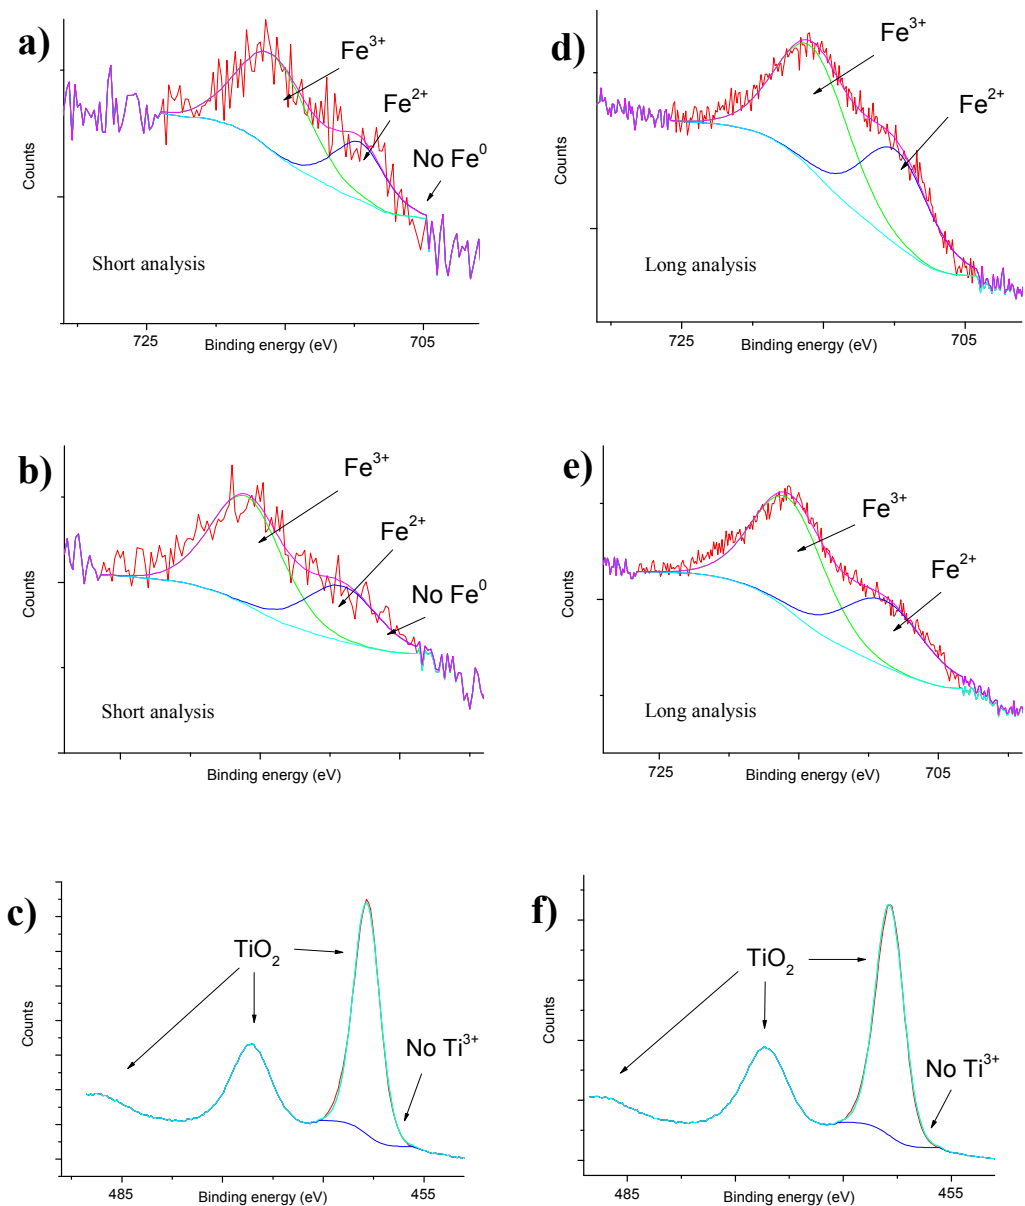 a)
Fe3+
Fe2+
No Fe0
Counts
Short analysis
725
705
Binding energy (eV)
d)
Fe3+
Fe2+
Counts
Long analysis
725
705
Binding energy (eV)
b)
Fe3+
Fe2+
No Fe0
Counts
Short analysis
Binding energy (eV)
e)
Fe3+
Fe2+
Counts
Long analysis
725
705
Binding energy (eV)
c)
TiO2
No Ti3+
Counts
485
455
Binding energy (eV)
f)
TiO2
No Ti3+
Counts
485
455
Binding energy (eV)